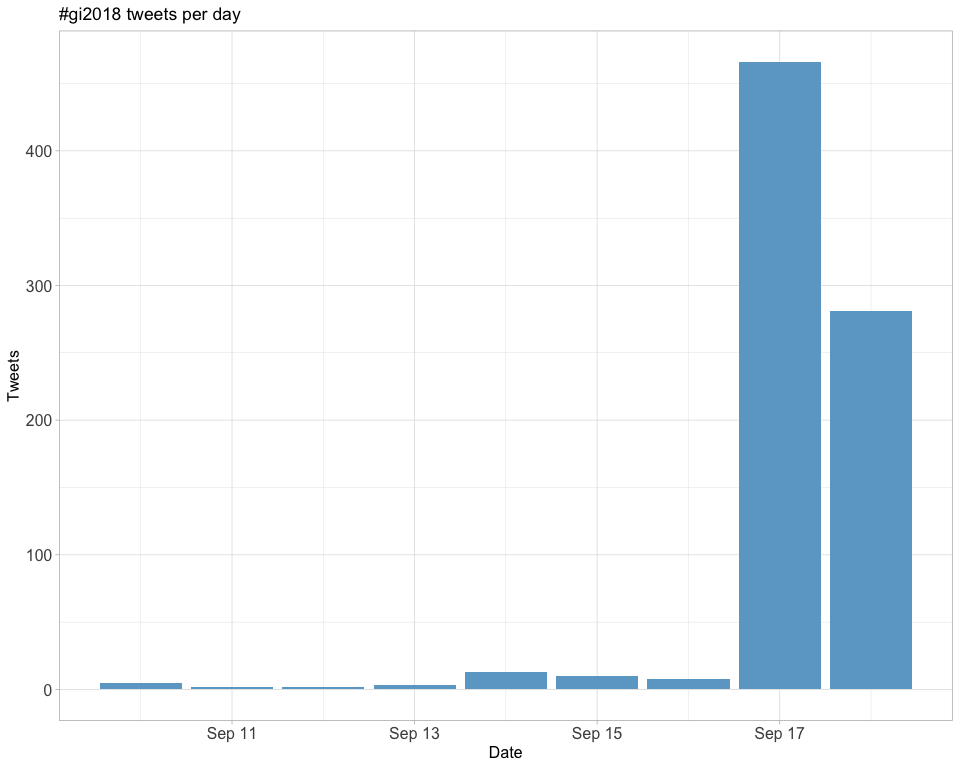 #gi2018 tweets per day
400
300
200
100
0
Tweets
Sep 11
Sep 13
Sep 15
Sep 17
Date